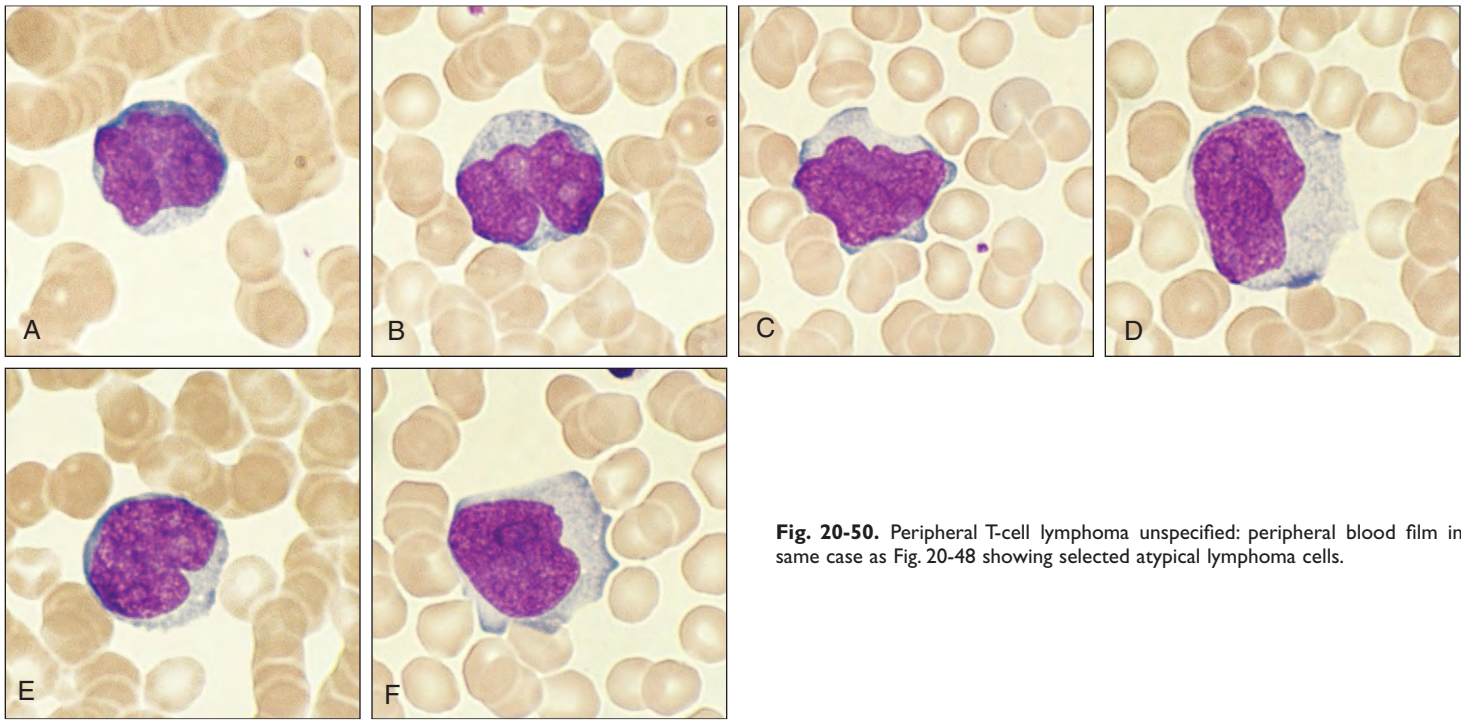 A
B
C
D
E
F
Fig. 20-50. Peripheral T-cell lymphoma unspecified: peripheral blood film in
same case as Fig. 20-48 showing selected atypical lymphoma cells.